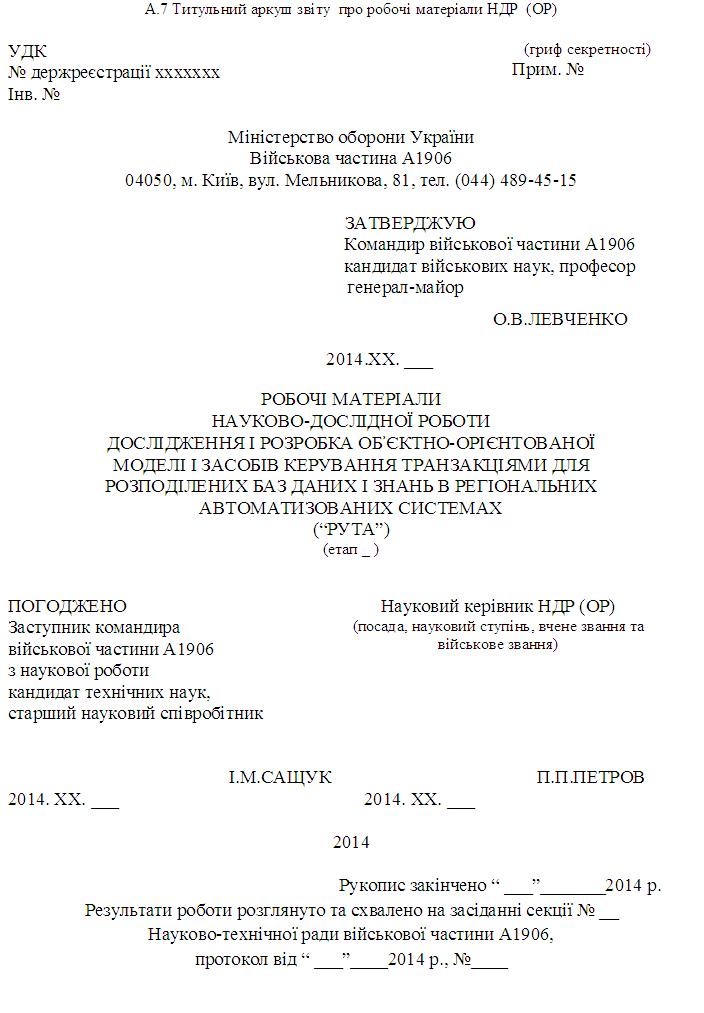 А.7 Титульний аркуш звіту про робочі матеріали НДР (ОР)
УДК
(гриф секретності)
№ держреєстрації ххххххх
Прим. №
Інв. №
Міністерство оборони України
Військова частина А1906
04050, м. Київ, вул. Мельникова, 81, тел. (044) 489-45-15
ЗАТВЕРДЖУЮ
Командир військової частини А1906
кандидат військових наук, професор
генерал-майор
О.В.ЛЕВЧЕНКО
2014.ХХ. ___
РОБОЧІ МАТЕРІАЛИ
НАУКОВО-ДОСЛІДНОЇ РОБОТИ
ДОСЛІДЖЕННЯ І РОЗРОБКА ОБ’ЄКТНО-ОРІЄНТОВАНОЇ
МОДЕЛІ І ЗАСОБІВ КЕРУВАННЯ ТРАНЗАКЦІЯМИ ДЛЯ
РОЗПОДІЛЕНИХ БАЗ ДАНИХ І ЗНАНЬ В РЕГІОНАЛЬНИХ
АВТОМАТИЗОВАНИХ СИСТЕМАХ
(“РУТА”)
(етап _ )
ПОГОДЖЕНО
Заступник командира
військової частини А1906
з наукової роботи
кандидат технічних наук,
старший науковий співробітник
Науковий керівник НДР (ОР)
(посада, науковий ступінь, вчене звання та
військове звання)
І.М.САЩУК
П.П.ПЕТРОВ
2014. ХХ. ___
2014. ХХ. ___
2014
Рукопис закінчено “ ___”_______2014 р.
Результати роботи розглянуто та схвалено на засіданні секції № __
Науково-технічної ради військової частини А1906,
протокол від “ ___”____2014 р., №____